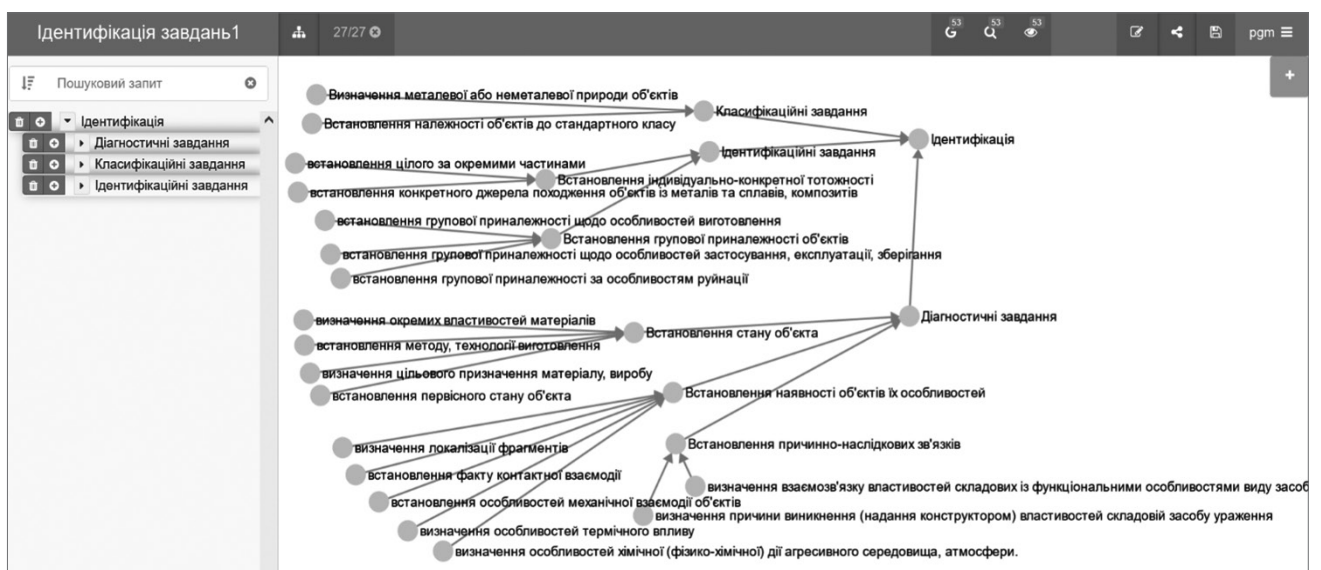 Ідентифікація завдань1
27/27
53
53
53
pgm
Пошуковий запит
Ідентифікація
Діагностичні завдання
Класифікаційні завдання
Ідентифікаційні завдання
Визначення металевої або неметалевої природи об'єктів
Класифікаційні завдання
Встановлення належності об'єктів до стандартного класу
Ідентифікація
Ідентифікаційні завдання
встановлення цілого за окремими частинами
Встановлення індивідуально-конкретної тотожності
встановлення конкретного джерела походження об'єктів із металів та сплавів, композитів
встановлення групової приналежності щодо особливостей виготовлення
Встановлення групової приналежності об'єктів
встановлення групової приналежності щодо особливостей застосування, експлуатації, зберігання
встановлення групової приналежності за особливостям руйнації
Діагностичні завдання
визначення окремих властивостей матеріалів
Встановлення стану об'єкта
встановлення методу, технології виготовлення
визначення цільового призначення матеріалу, виробу
Встановлення наявності об'єктів їх особливостей
встановлення первісного стану об'єкта
Встановлення причинно-наслідкових зв'язків
визначення локалізації фрагментів
встановлення факту контактної взаємодії
визначення взаємозв'язку властивостей складових із функціональними особливостями виду засоб
встановлення особливостей механічної взаємодії об'єктів
визначення причини виникнення (надання конструктором) властивостей складовій засобу ураження
визначення особливостей термічного впливу
визначення особливостей хімічної (фізико-хімічної) дії агресивного середовища, атмосфери.